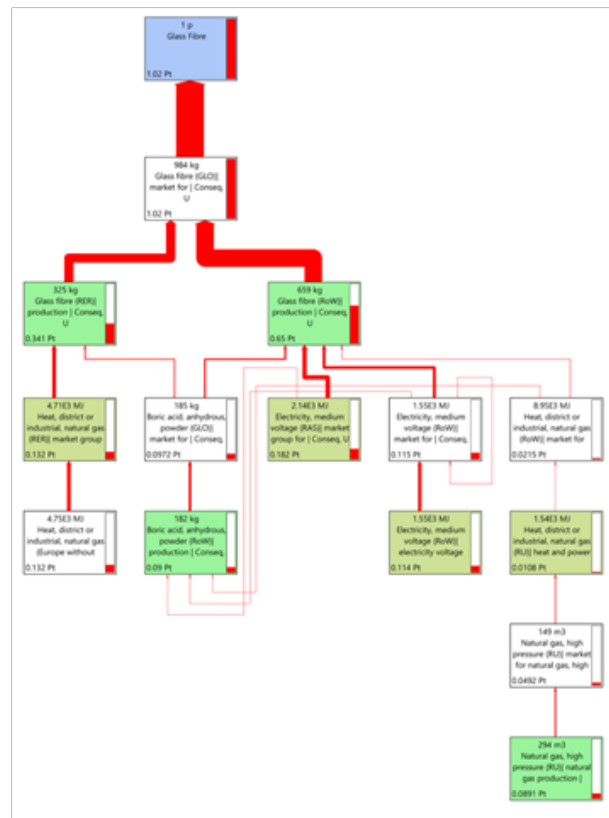 1 p
Glass Fibre
1.02 Pt
984 kg
Glass fibre (GLO)|
market for | Conseq,
U
1.02 Pt
325 kg
Glass fibre (RER)|
production | Conseq,
U
0.341 Pt
659 kg
Glass fibre (RoW)|
production | Conseq,
U
0.65 Pt
4.71E3 MJ
Heat, district or
industrial, natural gas
(RER)| market group
0.132 Pt
185 kg
Boric acid, anhydrous,
powder (GLO)|
market for | Conseq,
0.0972 Pt
2.14E3 MJ
Electricity, medium
voltage (RAS)| market
group for | Conseq, U
0.182 Pt
1.55E3 MJ
Electricity, medium
voltage (RoW)|
market for | Conseq,
0.115 Pt
8.95E3 MJ
Heat, district or
industrial, natural gas
(RoW)| market for
0.0215 Pt
4.75E3 MJ
Heat, district or
industrial, natural gas
(Europe without
0.132 Pt
182 kg
Boric acid, anhydrous,
powder (RoW)|
production | Conseq,
0.09 Pt
1.55E3 MJ
Electricity, medium
voltage (RoW)|
electricity voltage
0.114 Pt
1.54E3 MJ
Heat, district or
industrial, natural gas
(RU)| heat and power
0.0108 Pt
149 m3
Natural gas, high
pressure (RU)| market
for natural gas, high
0.0492 Pt
294 m3
Natural gas, high
pressure (RU)| natural
gas production |
0.0891 Pt